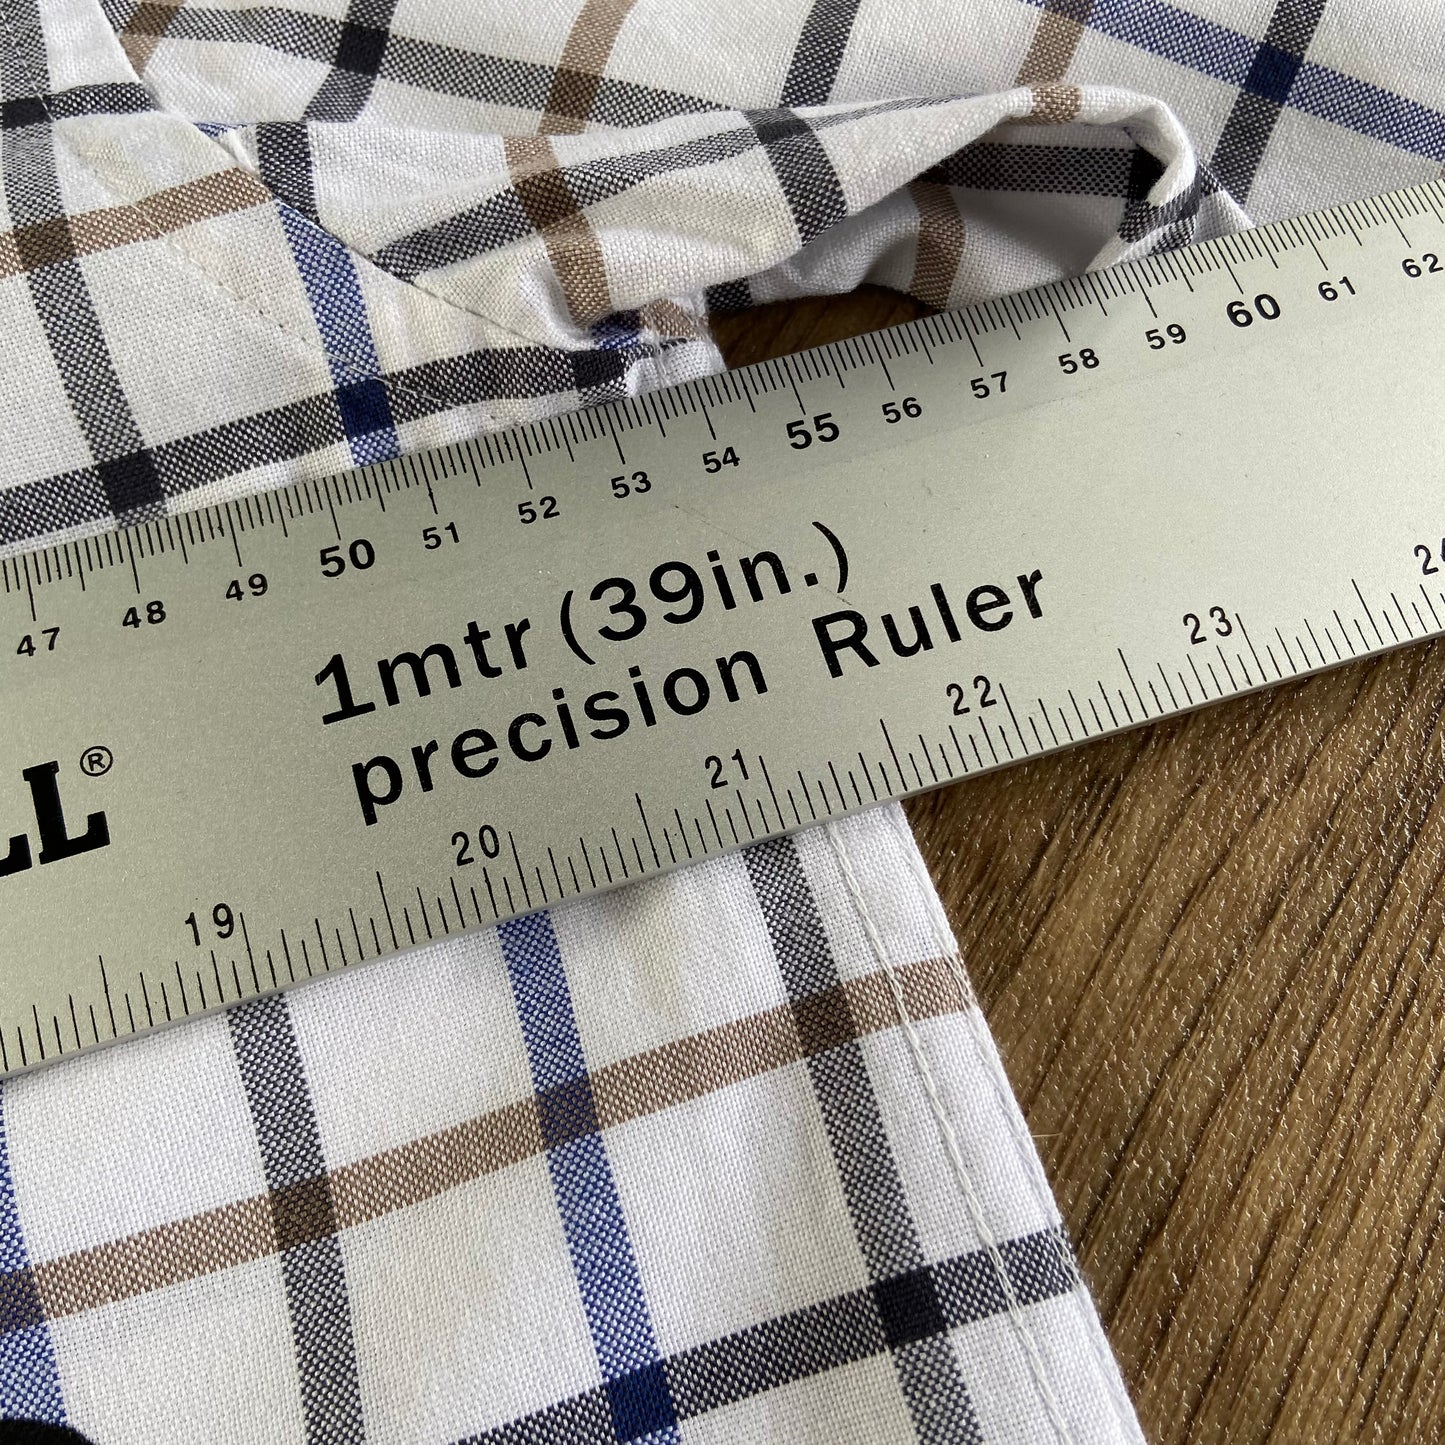 47 48 49 50 51 52 53 54 55 56 57 58 59 60 61 62
1mtr (39in.)
precision Ruler
LL®
19 20 21 22 23